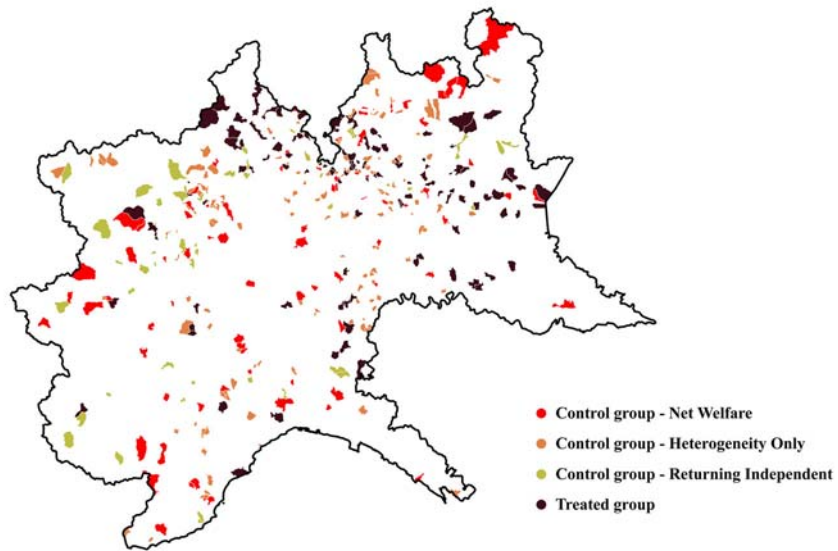 Control group - Net Welfare
Control group - Heterogeneity Only
Control group - Returning Independent
Treated group